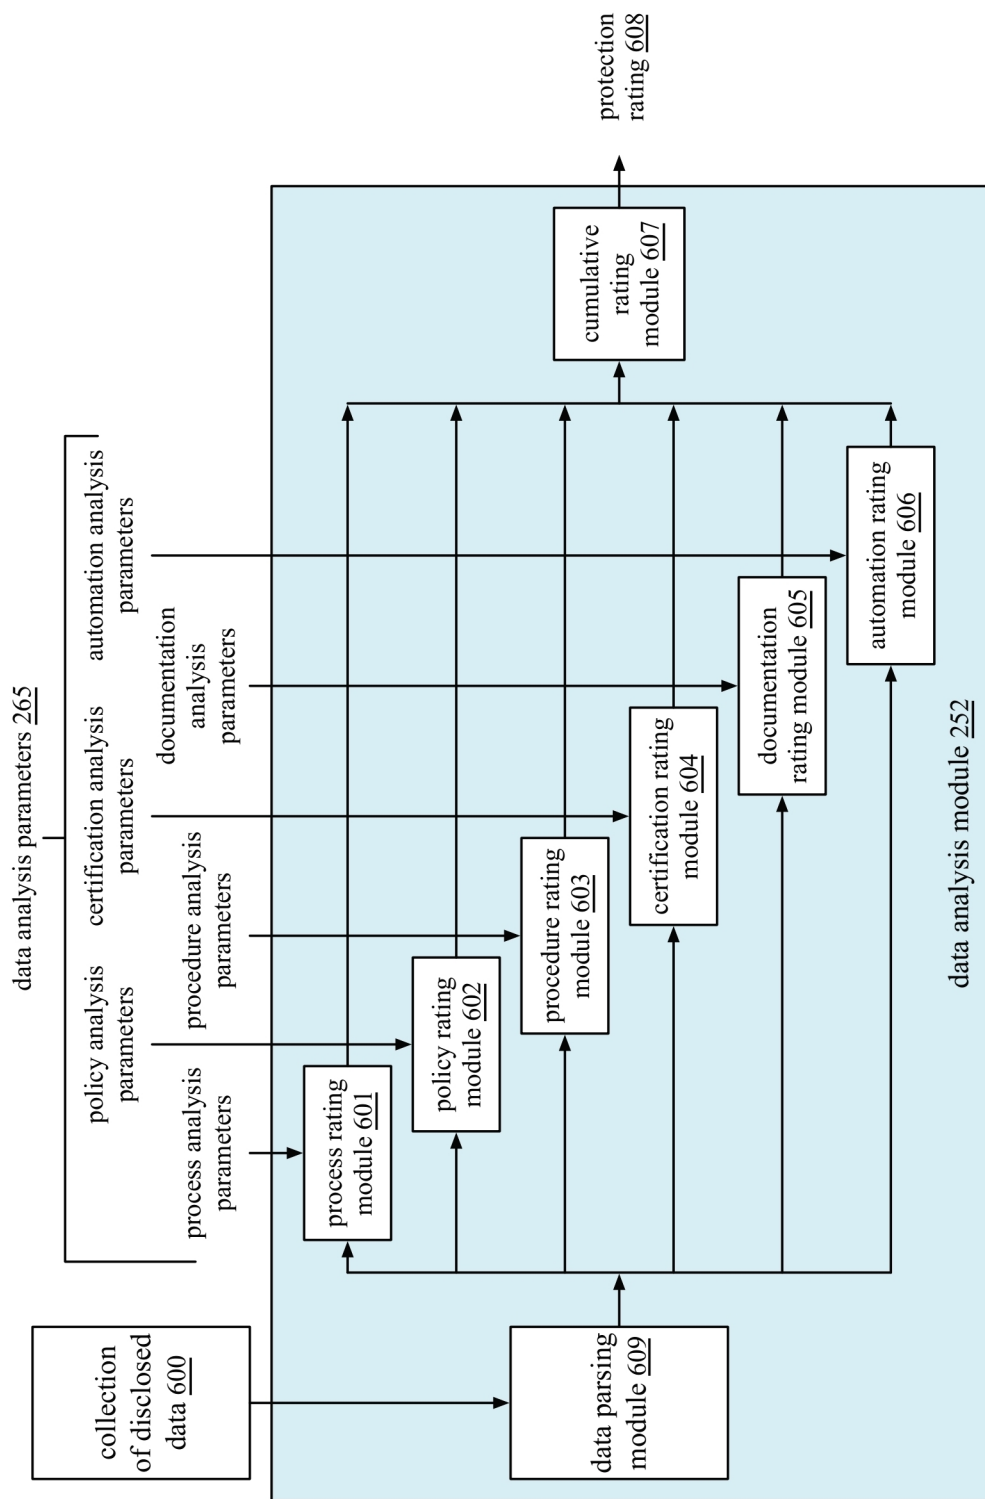 data analysis parameters 265
policy analysis
parameters
certification analysis
parameters
automation analysis
parameters
process analysis
parameters
procedure analysis
parameters
documentation
analysis
parameters
collection
of disclosed
data 600
process rating
module 601
policy rating
module 602
procedure rating
module 603
certification rating
module 604
documentation
rating module 605
automation rating
module 606
data parsing
module 609
cumulative
rating
module 607
protection
rating 608
data analysis module 252